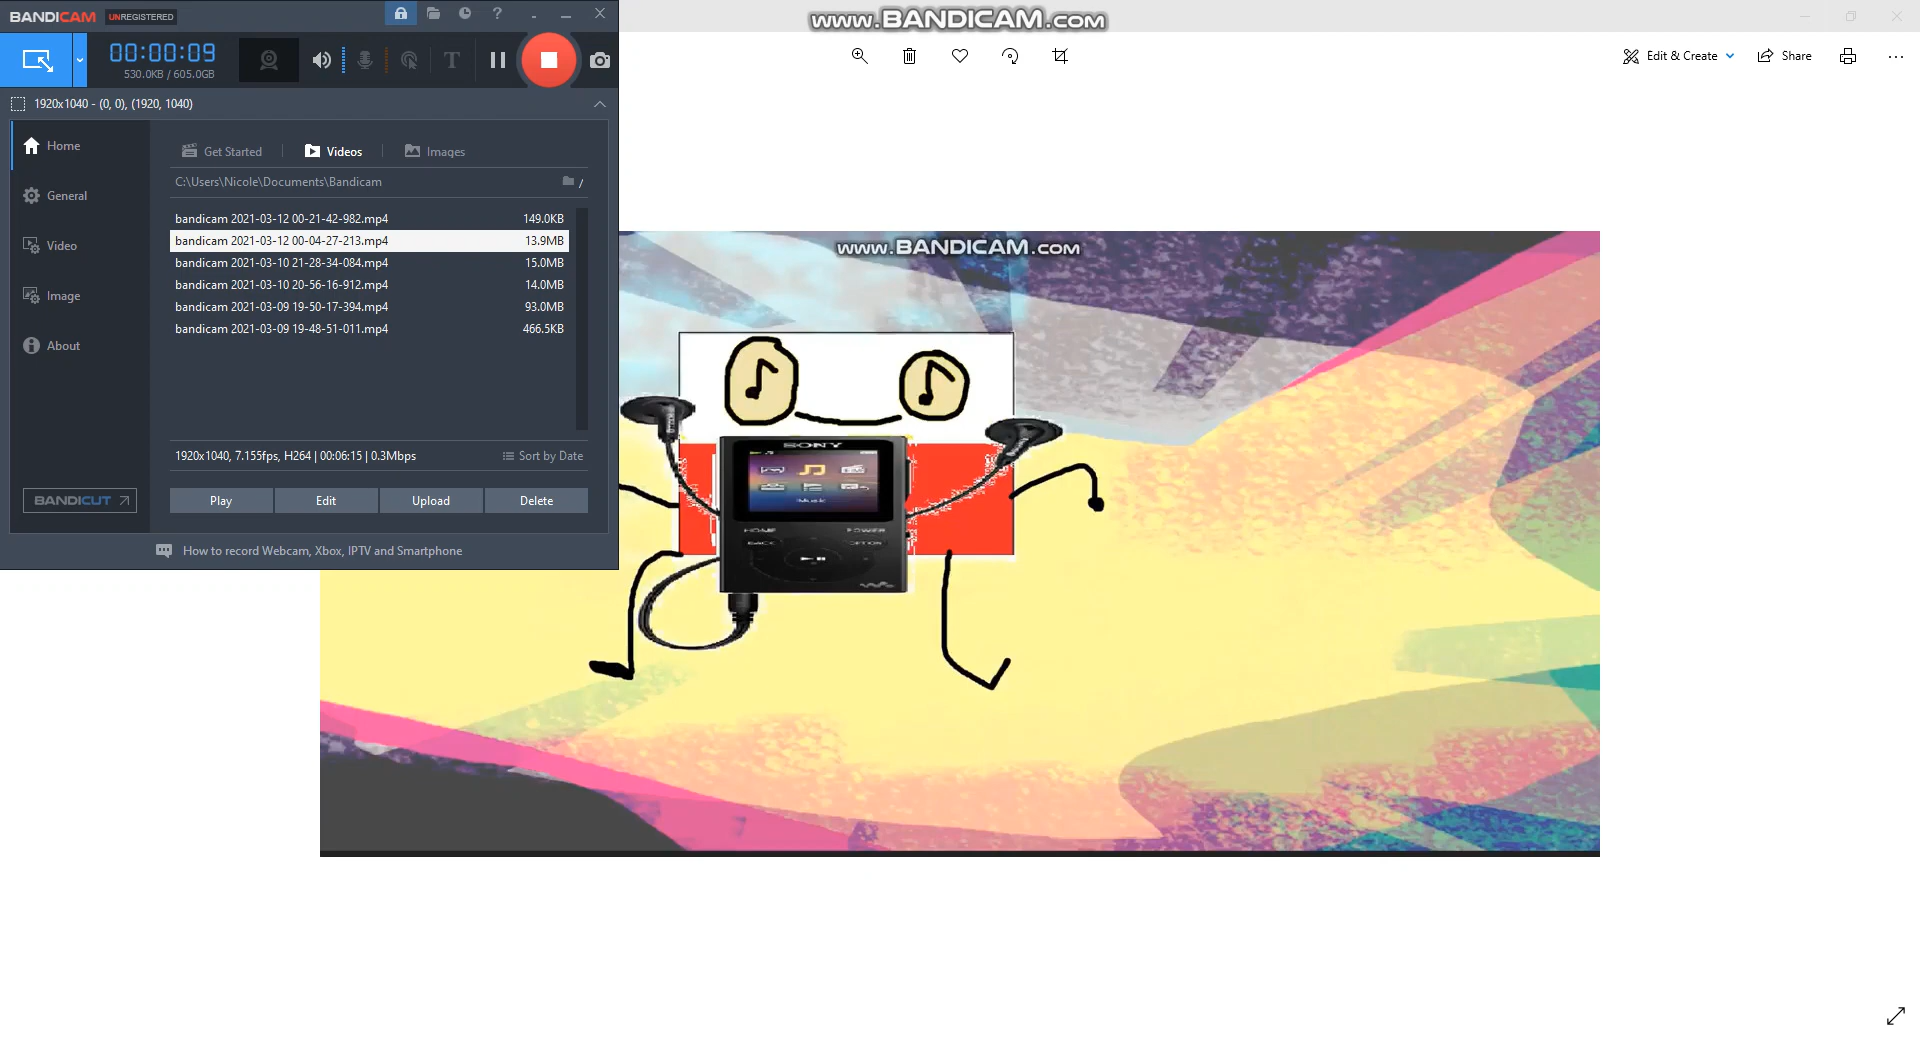 BANDICAM UNREGISTERED
www.BANDICAM.com
00:00:09
530.0KB / 605.0GB
Edit & Create
Share
1920x1040 - (0, 0), (1920, 1040)
Home
General
Video
Image
About
BANDICUT
Get Started
Videos
Images
C:\Users\Nicole\Documents\Bandicam
/
bandicam 2021-03-12 00-21-42-982.mp4 149.0KB
bandicam 2021-03-12 00-04-27-213.mp4 13.9MB
bandicam 2021-03-10 21-28-34-084.mp4 15.0MB
bandicam 2021-03-10 20-56-16-912.mp4 14.0MB
bandicam 2021-03-09 19-50-17-394.mp4 93.0MB
bandicam 2021-03-09 19-48-51-011.mp4 466.5KB
1920x1040, 7.155fps, H264 | 00:06:15 | 0.3Mbps
Sort by Date
Play
Edit
Upload
Delete
How to record Webcam, Xbox, IPTV and Smartphone
www.BANDICAM.com
SONY
Music
HOME
POWER
BACK
OPTION